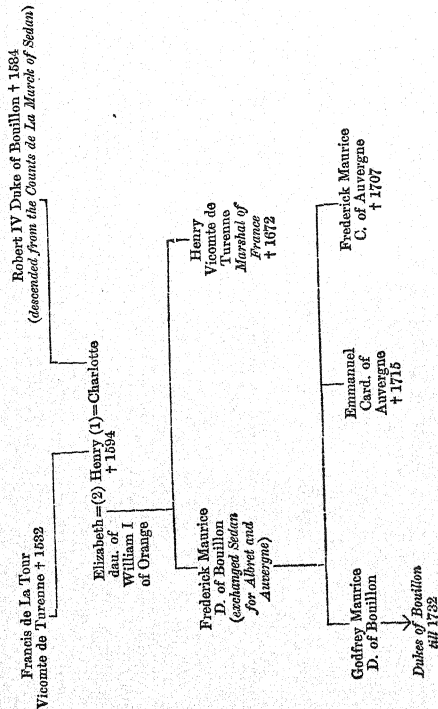 Francis de La Tour
Vicomte de Turenne † 1532
Robert IV Duke of Bouillon † 1584
(descended from the Counts de La Marck of Sedan)
Elizabeth=(2) Henry (1)=Charlotte
dau. of † 1594
William I
of Orange
Frederick Maurice
D. of Bouillon
(exchanged Sedan
for Albret and
Auvergne)
Henry
Vicomte de
Turenne
Marshal of
France
† 1672
Godfrey Maurice
D. of Bouillon
Dukes of Bouillon
till 1732
Emmanuel
Card. of
Auvergne
† 1715
Frederick Maurice
C. of Auvergne
† 1707